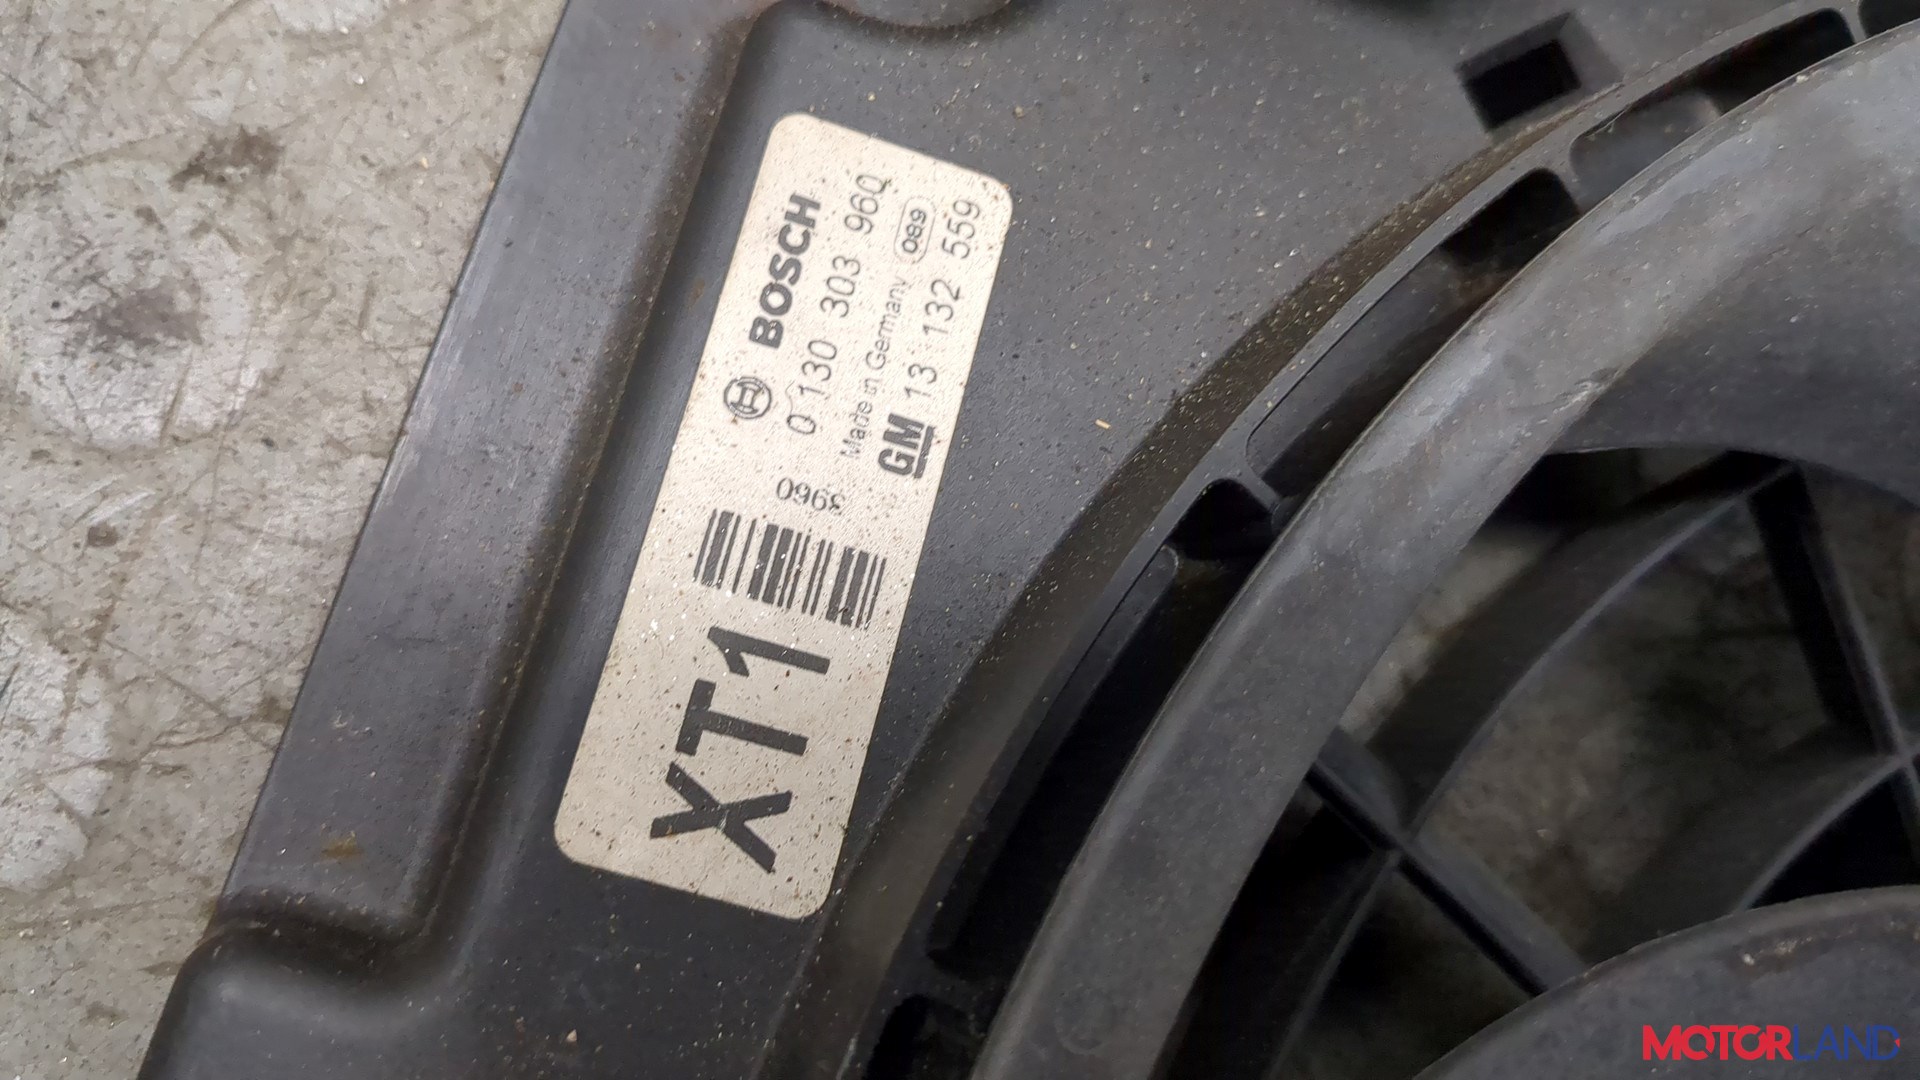 BOSCH
0 130 303 960
Made in Germany 089
GM 13 132 559
3960
XT1
MOTORLAND